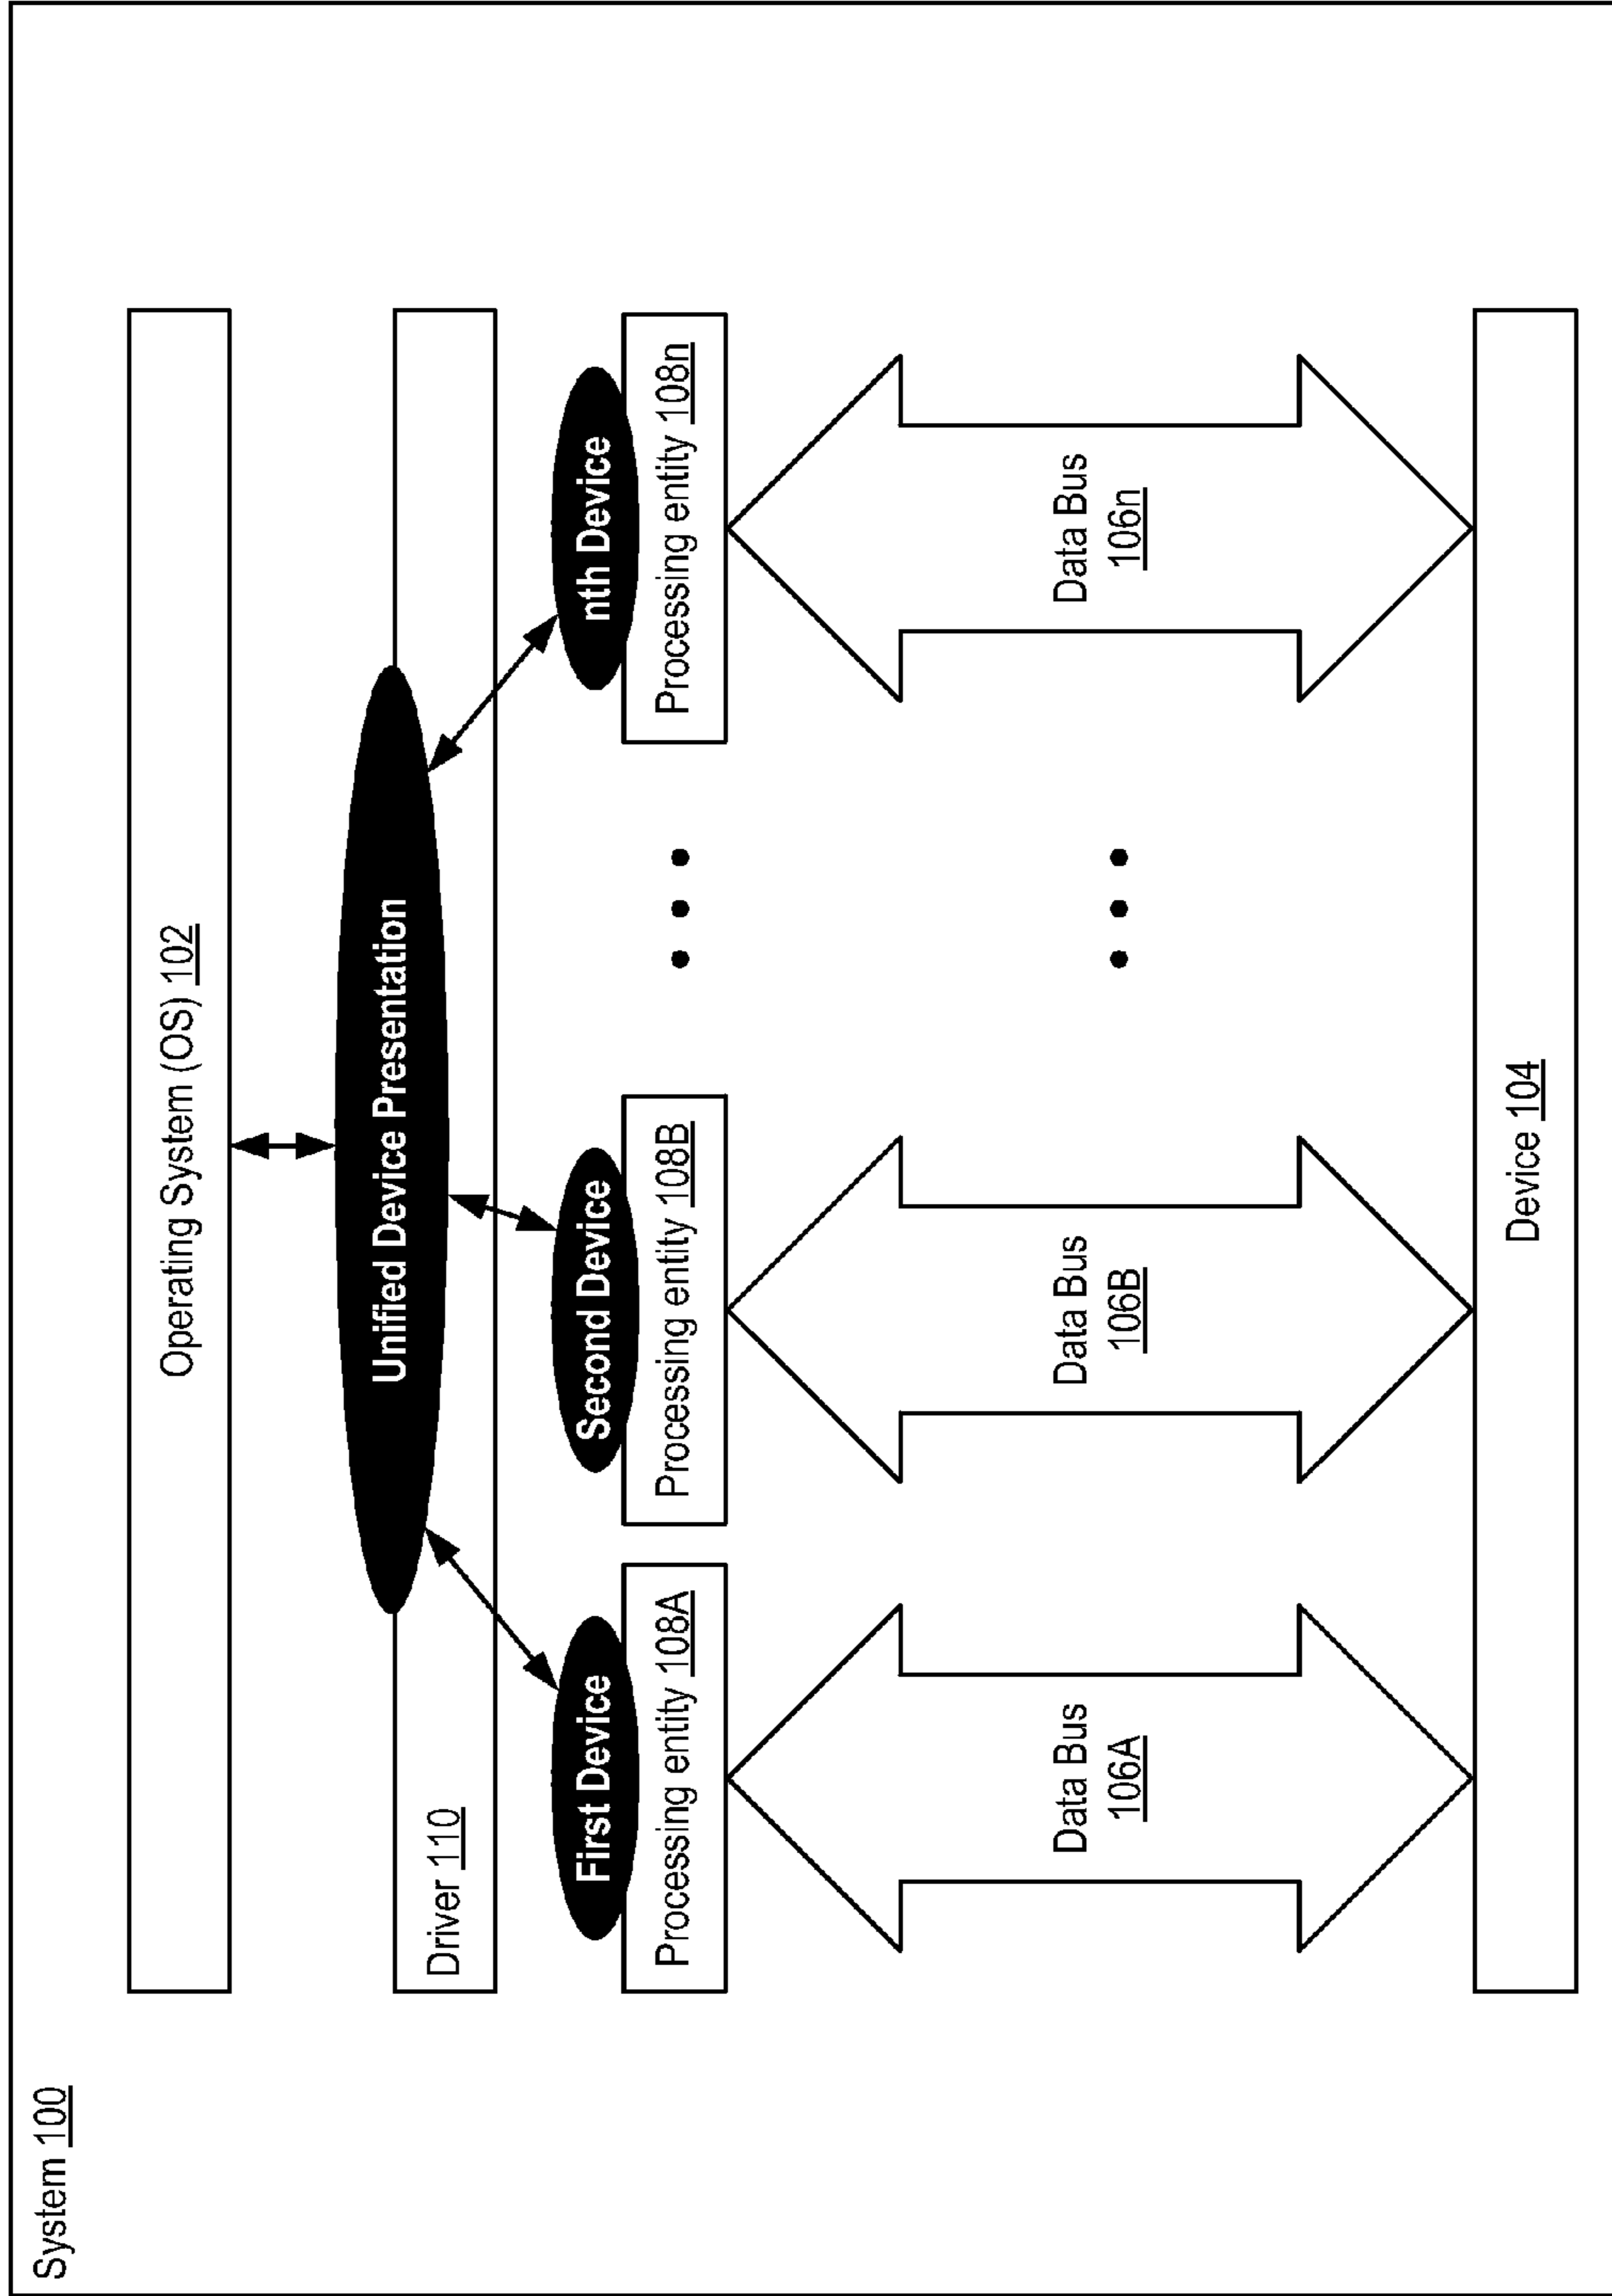 System 100
Operating System (OS) 102
Unified Device Presentation
Driver 110
First Device
Second Device
nth Device
Processing entity 108A
Processing entity 108B
Processing entity 108n
Data Bus
106A
Data Bus
106B
Data Bus
106n
Device 104